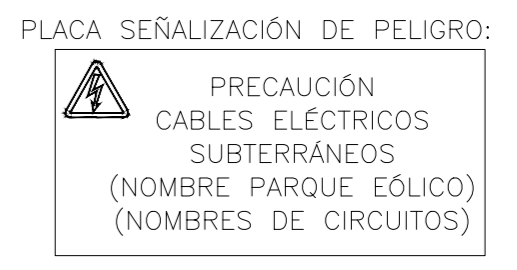 PLACA SEÑALIZACIÓN DE PELIGRO:
PRECAUCIÓN
CABLES ELÉCTRICOS
SUBTERRÁNEOS
(NOMBRE PARQUE EÓLICO)
(NOMBRES DE CIRCUITOS)